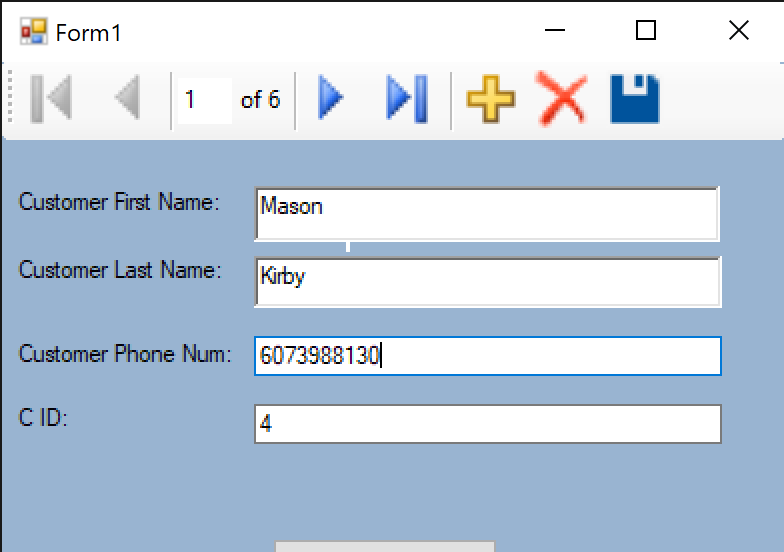 Form1
1 of 6
Customer First Name: Mason
Customer Last Name: Kirby
Customer Phone Num: 6073988130
C ID: 4